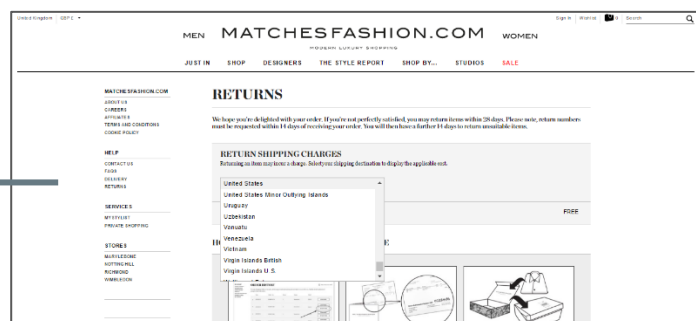 United Kingdom | GBP £
Sign In | Wishlist | 0 | Search
MEN MATCHESFASHION.COM WOMEN
MODERN LUXURY SHOPPING
JUST IN SHOP DESIGNERS THE STYLE REPORT SHOP BY... STUDIOS SALE
MATCHESFASHION.COM
ABOUT US
CAREERS
AFFILIATES
TERMS AND CONDITIONS
COOKIE POLICY
HELP
CONTACT US
FAQS
DELIVERY
RETURNS
SERVICES
MYSTYLIST
PRIVATE SHOPPING
STORES
MARYLEBONE
NOTTING HILL
RICHMOND
WIMBLEDON
RETURNS
We hope you're delighted with your order. If you're not perfectly satisfied, you may return items within 28 days. Please note, return numbers
must be requested within 14 days of receiving your order. You will then have a further 14 days to return unsuitable items.
RETURN SHIPPING CHARGES
Returning an item may incur a charge. Select your shipping destination to display the applicable cost.
United States
United States Minor Outlying Islands
Uruguay
Uzbekistan
Vanuatu
Venezuela
Vietnam
Virgin Islands British
Virgin Islands U.S.
FREE